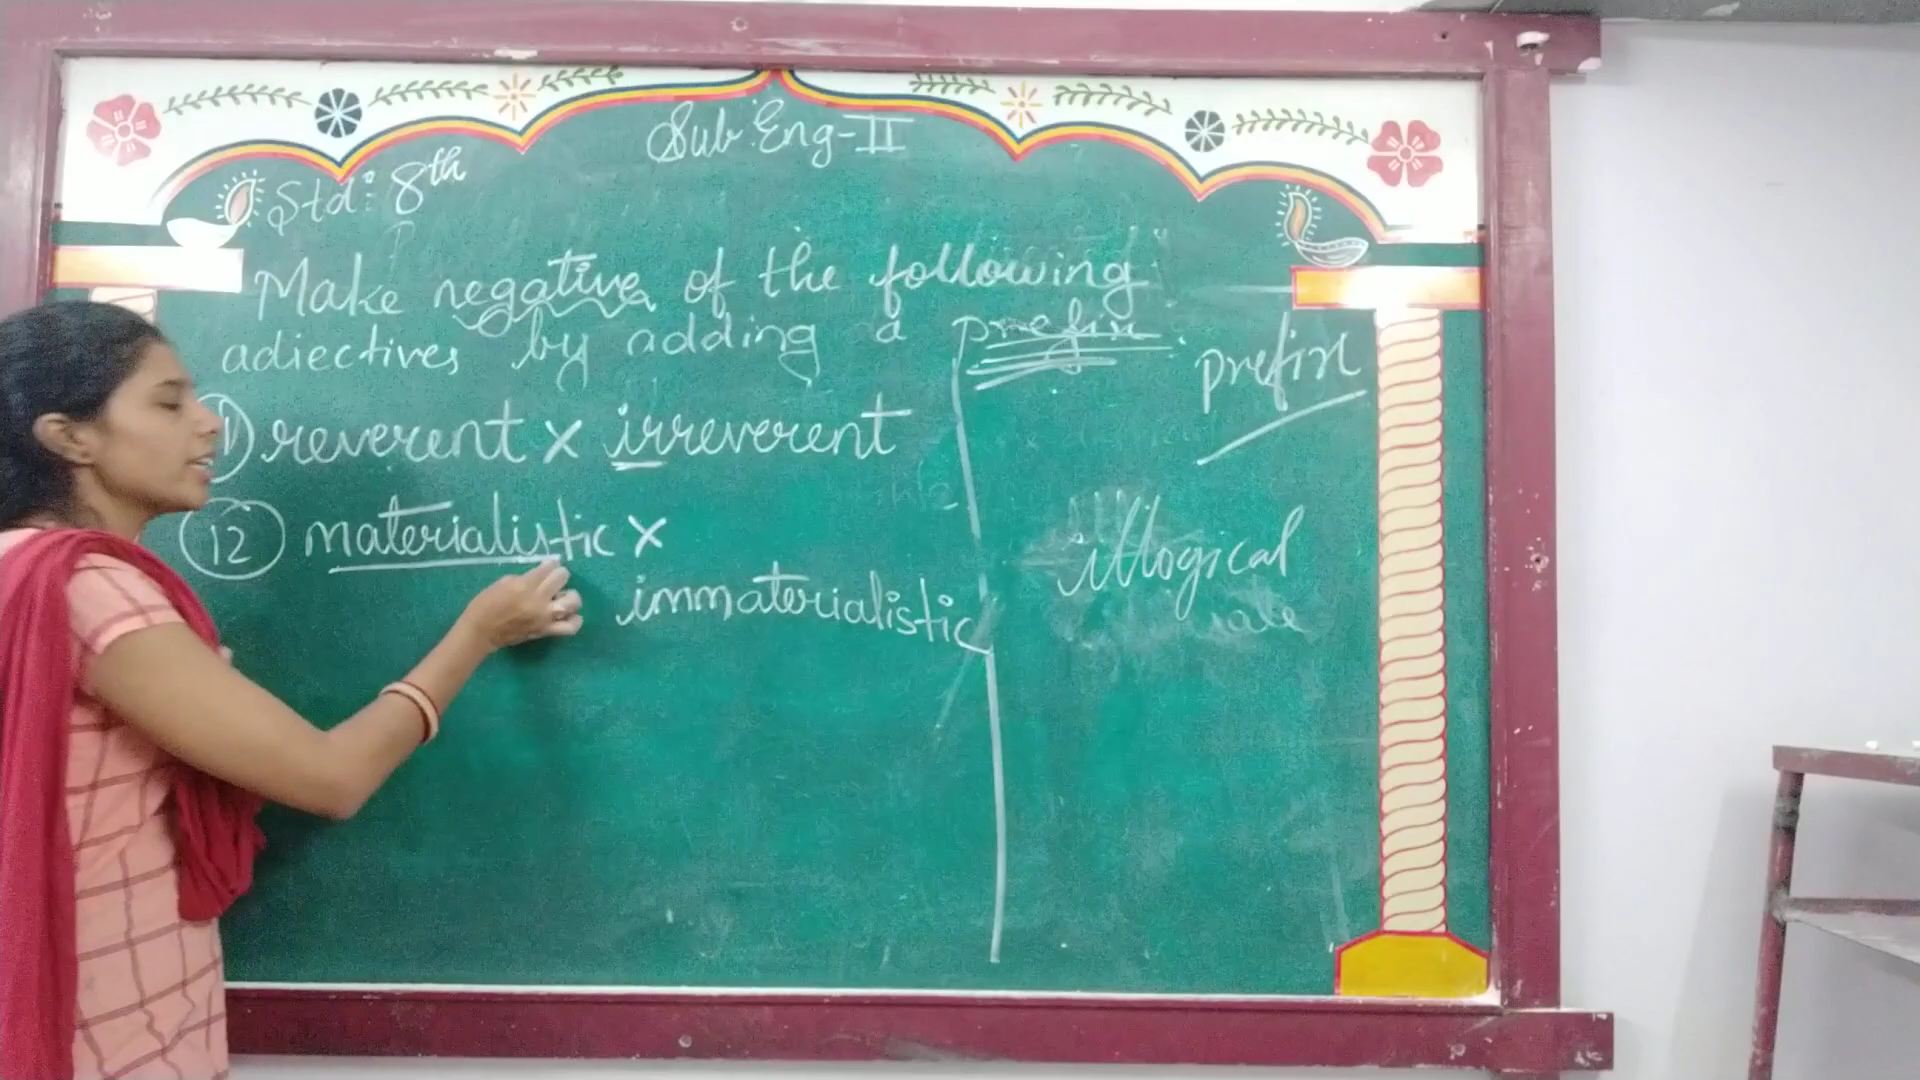 Sub: Eng-II
Std: 8th
Make negative of the following
adjectives by adding a prefix
prefix
reverent X irreverent
12 materialistic X
immaterialistic
illogical